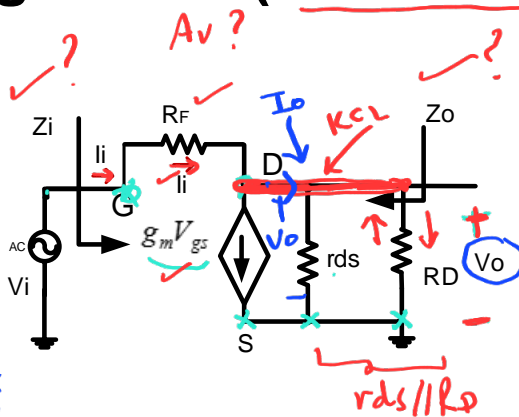 Av ?
?
?
Zi
RF
Io
KCL
Zo
Ii
Ii
D
G
gmVgs
Vo
AC
Vi
rds
RD
+
Vo
-
S
rds//RD